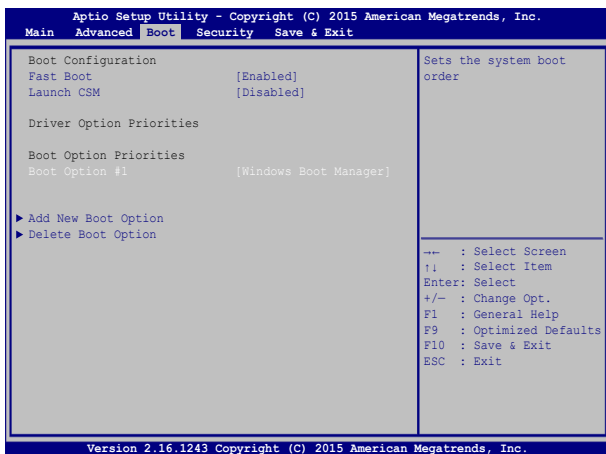 Aptio Setup Utility - Copyright (C) 2015 American Megatrends, Inc.
Main Advanced Boot Security Save & Exit
Boot Configuration
Fast Boot [Enabled]
Launch CSM [Disabled]
Driver Option Priorities
Boot Option Priorities
Boot Option #1 [Windows Boot Manager]
▶ Add New Boot Option
▶ Delete Boot Option
Sets the system boot
order
→← : Select Screen
↑↓ : Select Item
Enter: Select
+/— : Change Opt.
F1 : General Help
F9 : Optimized Defaults
F10 : Save & Exit
ESC : Exit
Version 2.16.1243 Copyright (C) 2015 American Megatrends, Inc.